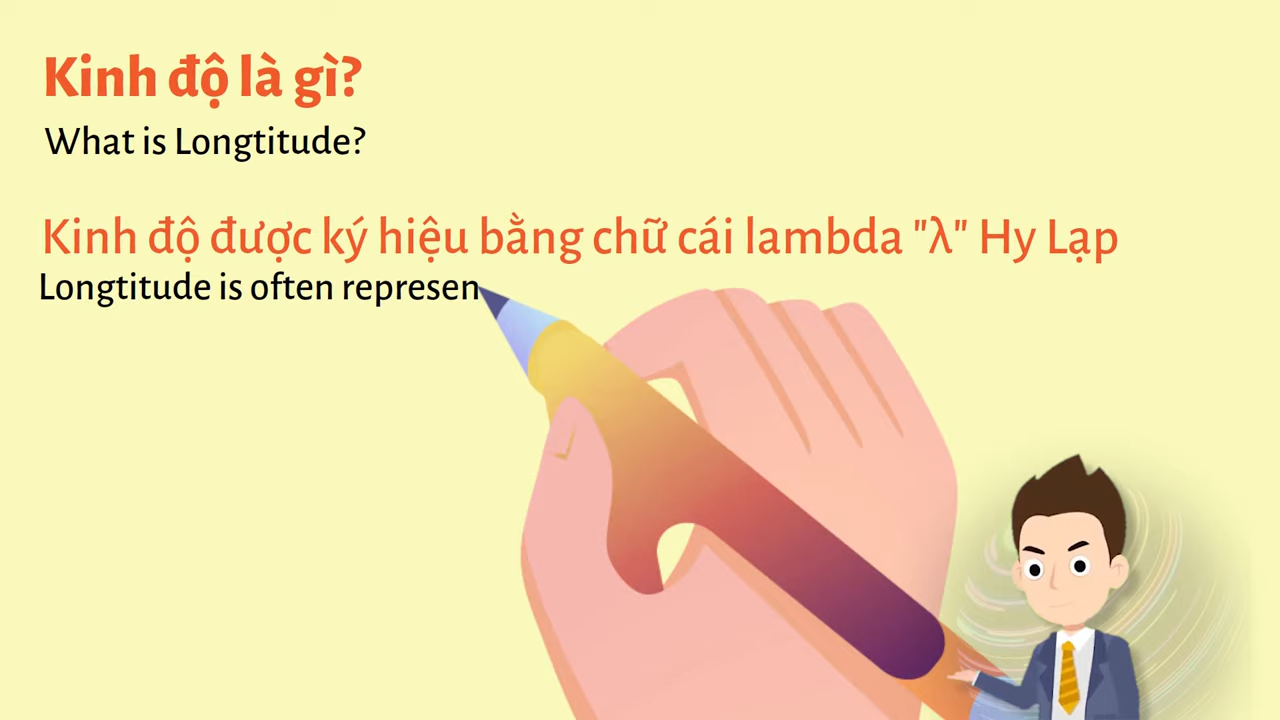 Kinh độ là gì?
What is Longtitude?
Kinh độ được ký hiệu bằng chữ cái lambda "λ" Hy Lạp
Longtitude is often represen